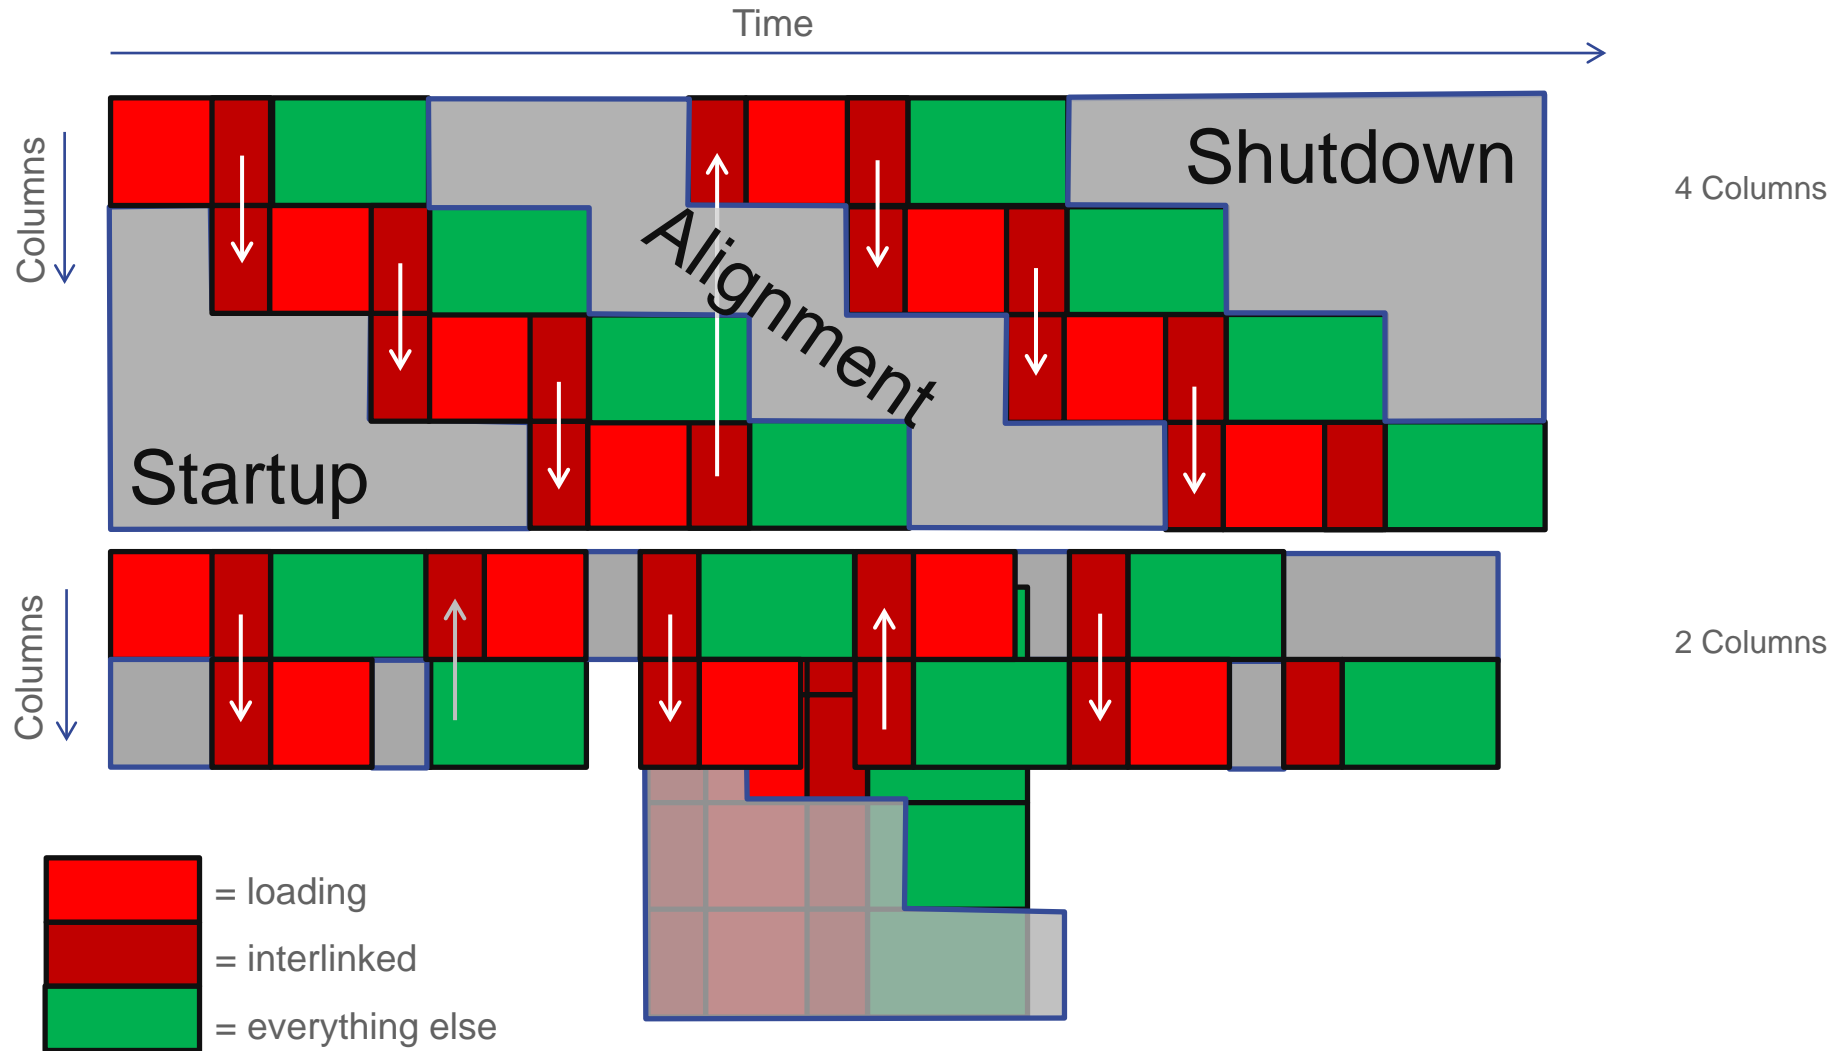 Time
Columns
Shutdown
4 Columns
Alignment
Startup
Columns
2 Columns
= loading
= interlinked
= everything else